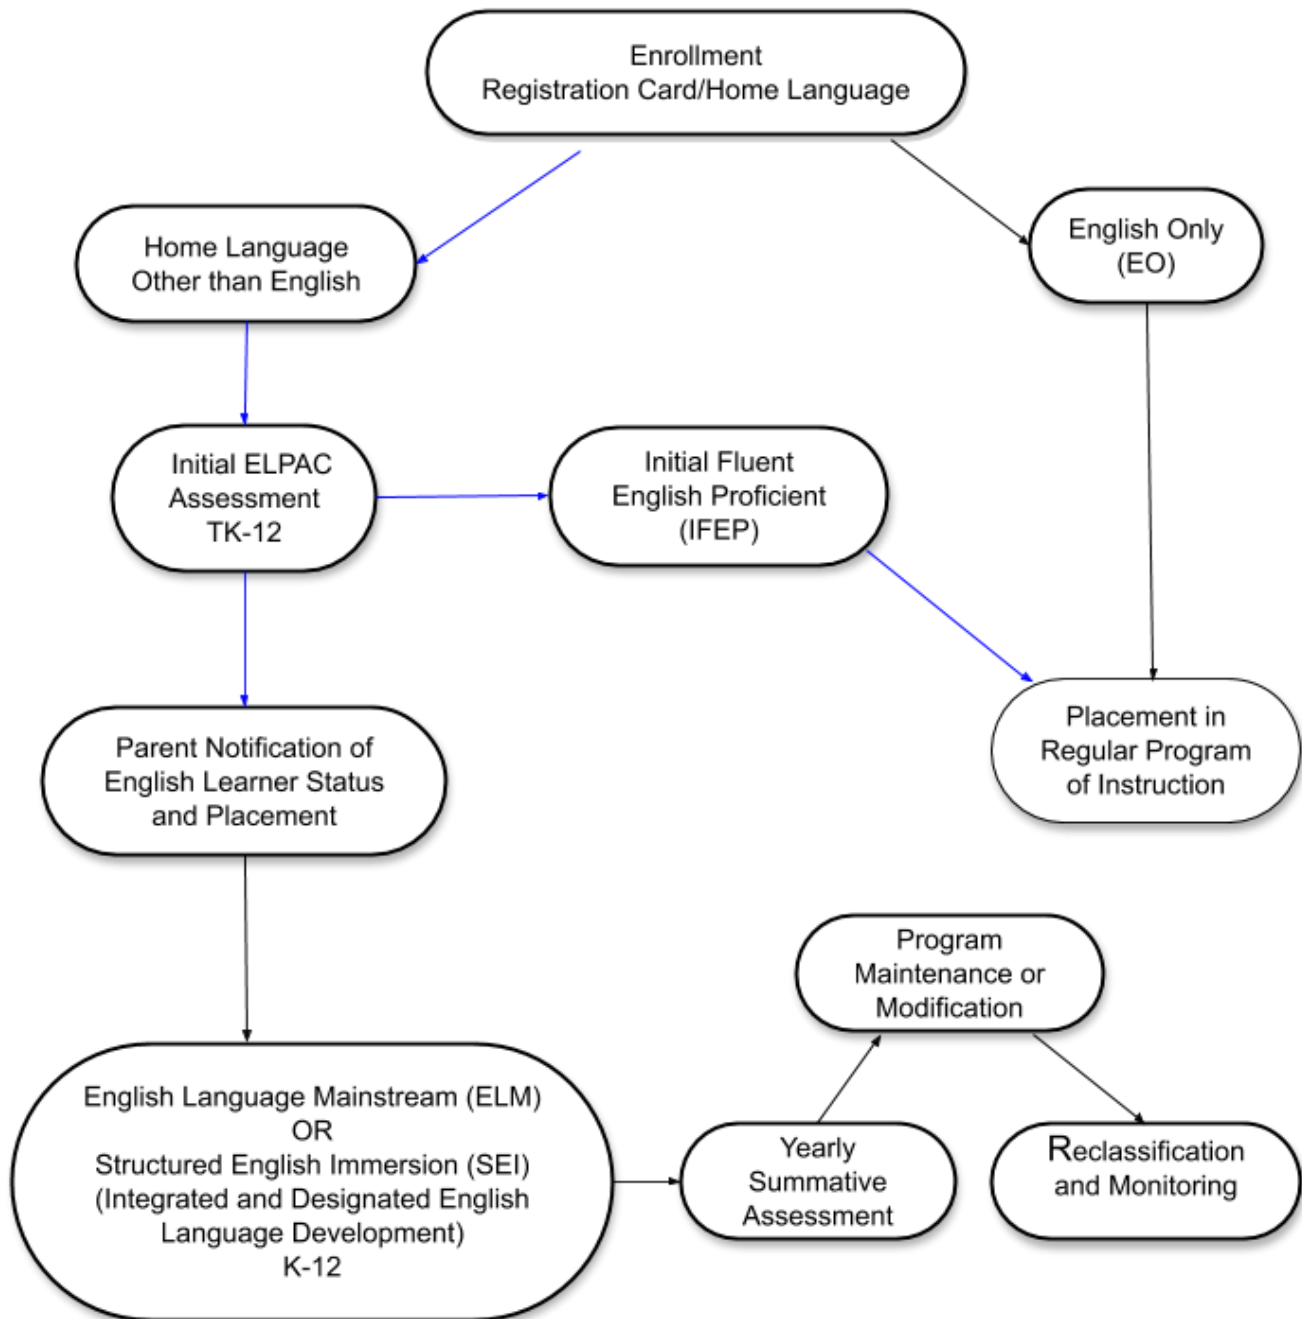 Enrollment
Registration Card/Home Language
Home Language
Other than English
English Only
(EO)
Initial ELPAC
Assessment
TK-12
Initial Fluent
English Proficient
(IFEP)
Parent Notification of
English Learner Status
and Placement
Placement in
Regular Program
of Instruction
Program
Maintenance or
Modification
English Language Mainstream (ELM)
OR
Structured English Immersion (SEI)
(Integrated and Designated English
Language Development)
K-12
Yearly
Summative
Assessment
Reclassification
and Monitoring